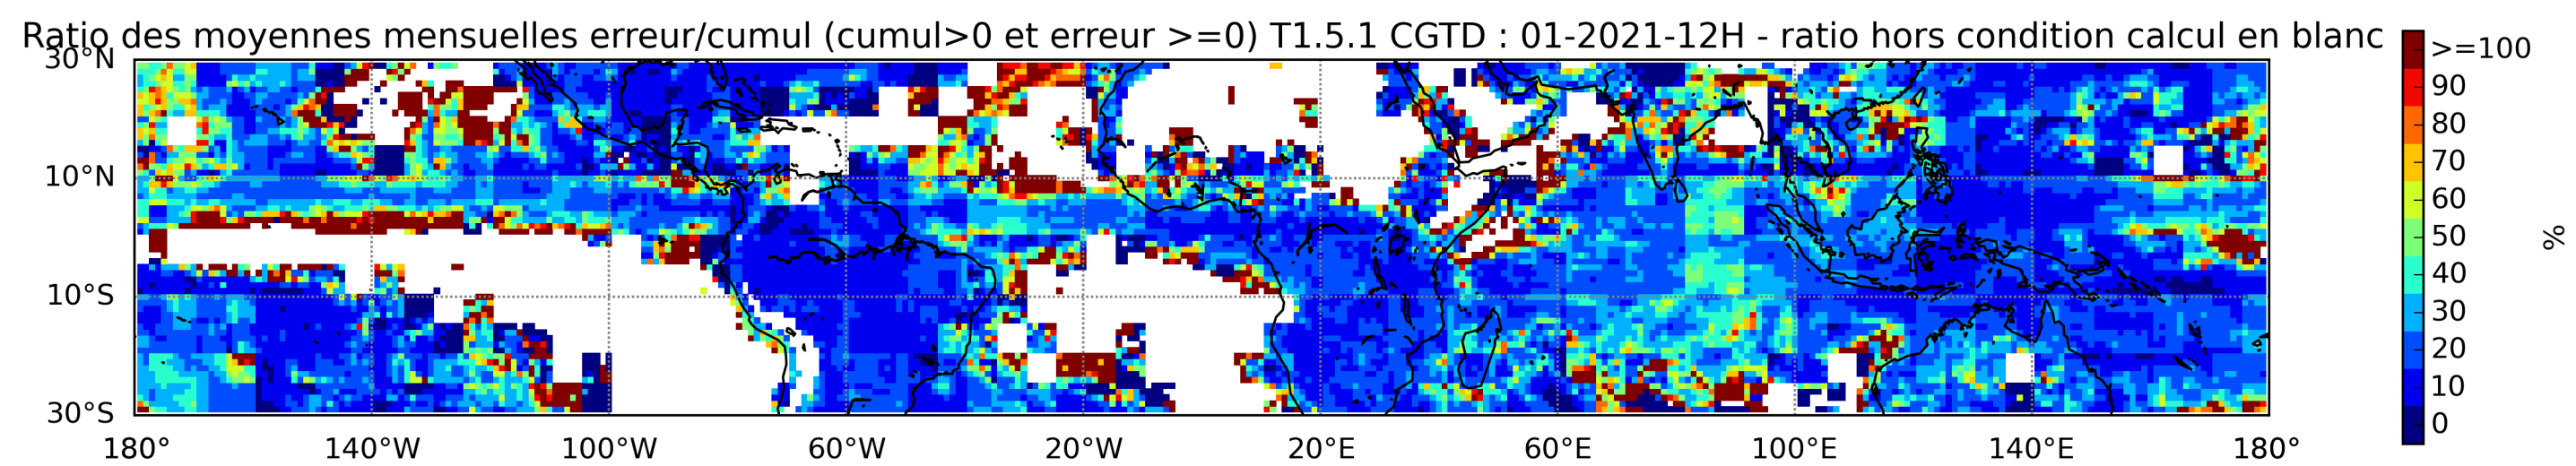 Ratio des moyennes mensuelles erreur/cumul (cumul>0 et erreur >=0) T1.5.1 CGTD : 01-2021-12H - ratio hors condition calcul en blanc
30°N
10°N
10°S
30°S
180° 140°W 100°W 60°W 20°W 20°E 60°E 100°E 140°E 180°
>=100
90
80
70
60
50
40
30
20
10
0
%